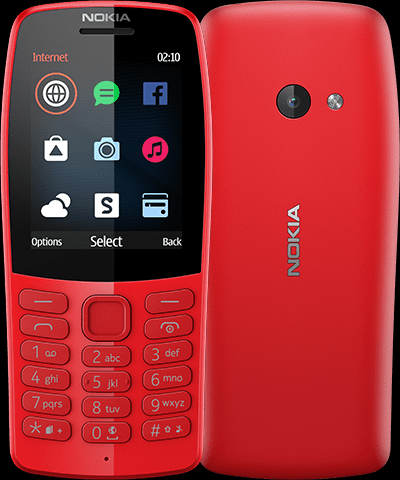 NOKIA
Internet 02:10
S
Options Select Back
1
2 abc 3 def
4 ghi 5 jkl 6 mno
7 pqrs 8 tuv 9 wxyz
* + 0 #
NOKIA